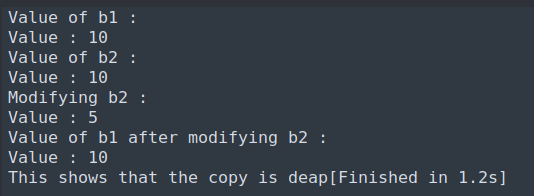 Value of b1 :
Value : 10
Value of b2 :
Value : 10
Modifying b2 :
Value : 5
Value of b1 after modifying b2 :
Value : 10
This shows that the copy is deap[Finished in 1.2s]